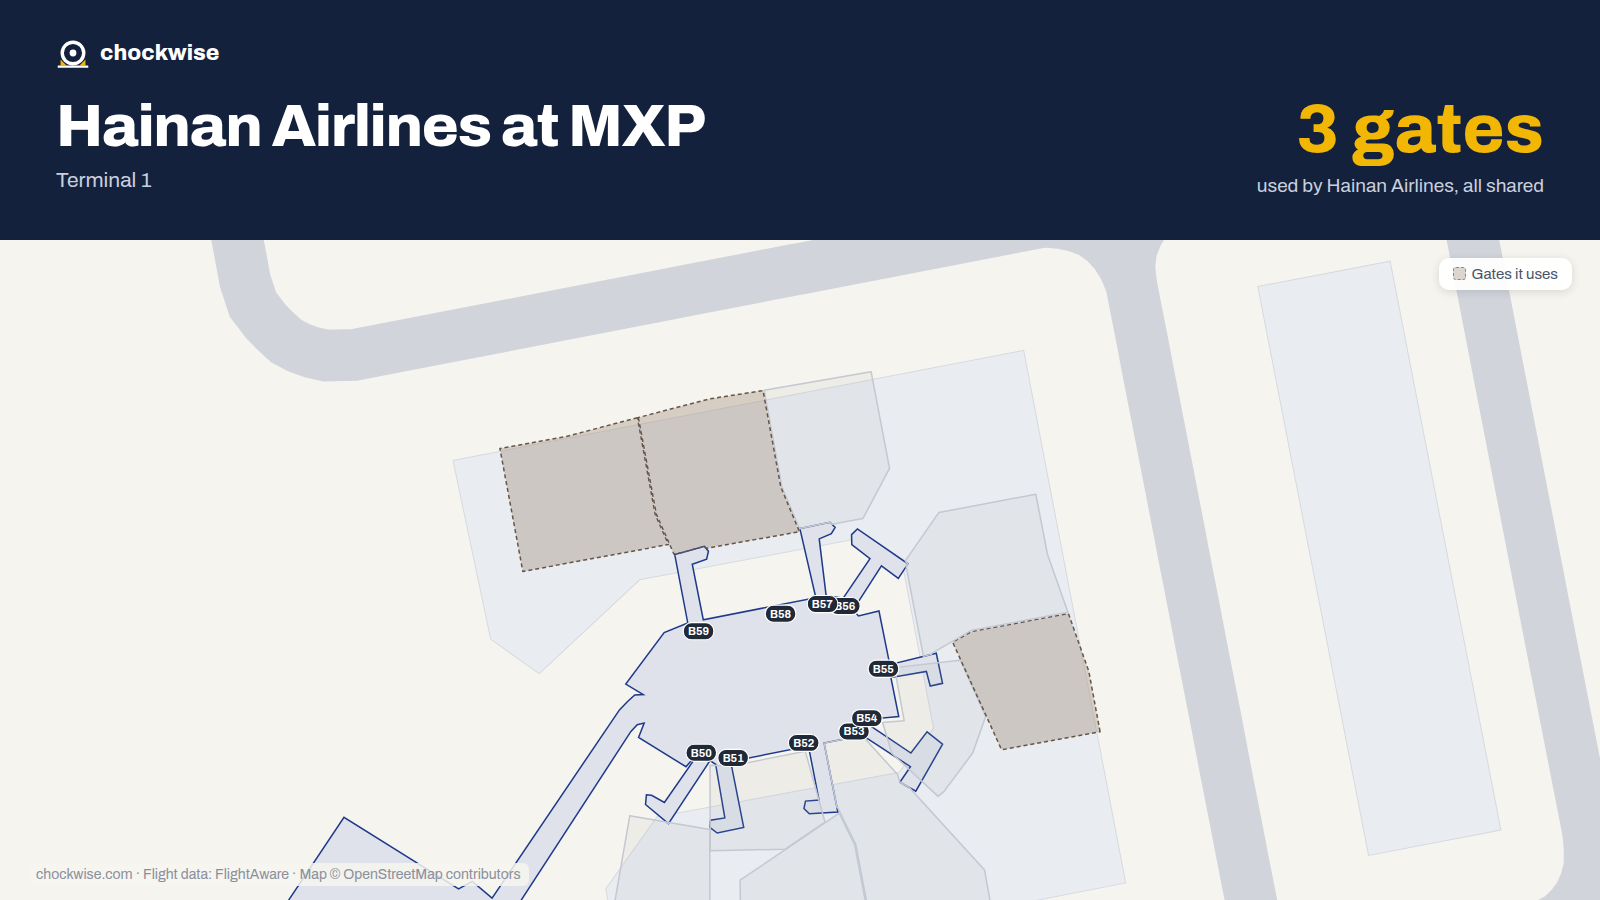 chockwise
Hainan Airlines at MXP
Terminal 1
3 gates
used by Hainan Airlines, all shared
Gates it uses
B57
B56
B58
B59
B55
B54
B53
B52
B50
B51
chockwise.com · Flight data: FlightAware · Map © OpenStreetMap contributors